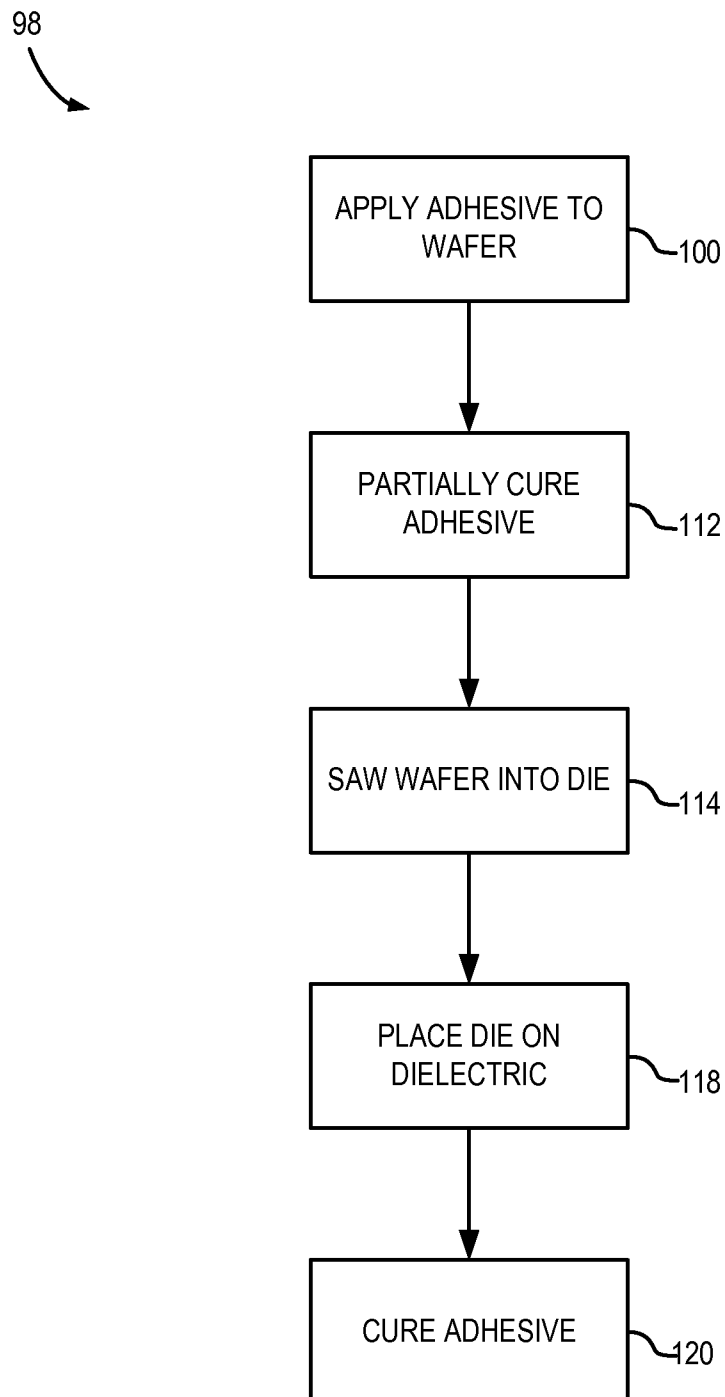 98
APPLY ADHESIVE TO
WAFER
100
PARTIALLY CURE
ADHESIVE
112
SAW WAFER INTO DIE
114
PLACE DIE ON
DIELECTRIC
118
CURE ADHESIVE
120